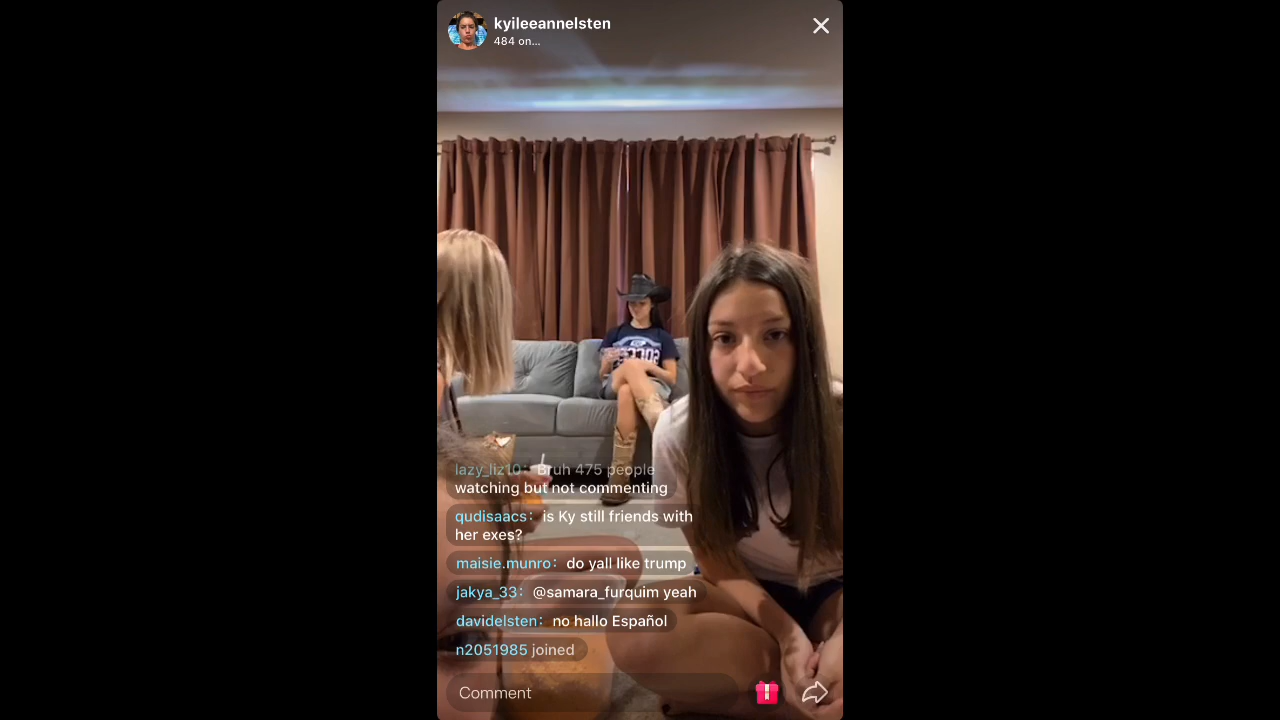 kyileeannelsten
484 on...
lazy_liz10: Bruh 475 people
watching but not commenting
qudisaacs: is Ky still friends with
her exes?
maisie.munro: do yall like trump
jakya_33: @samara_furquim yeah
davidelsten: no hallo Español
n2051985 joined
Comment